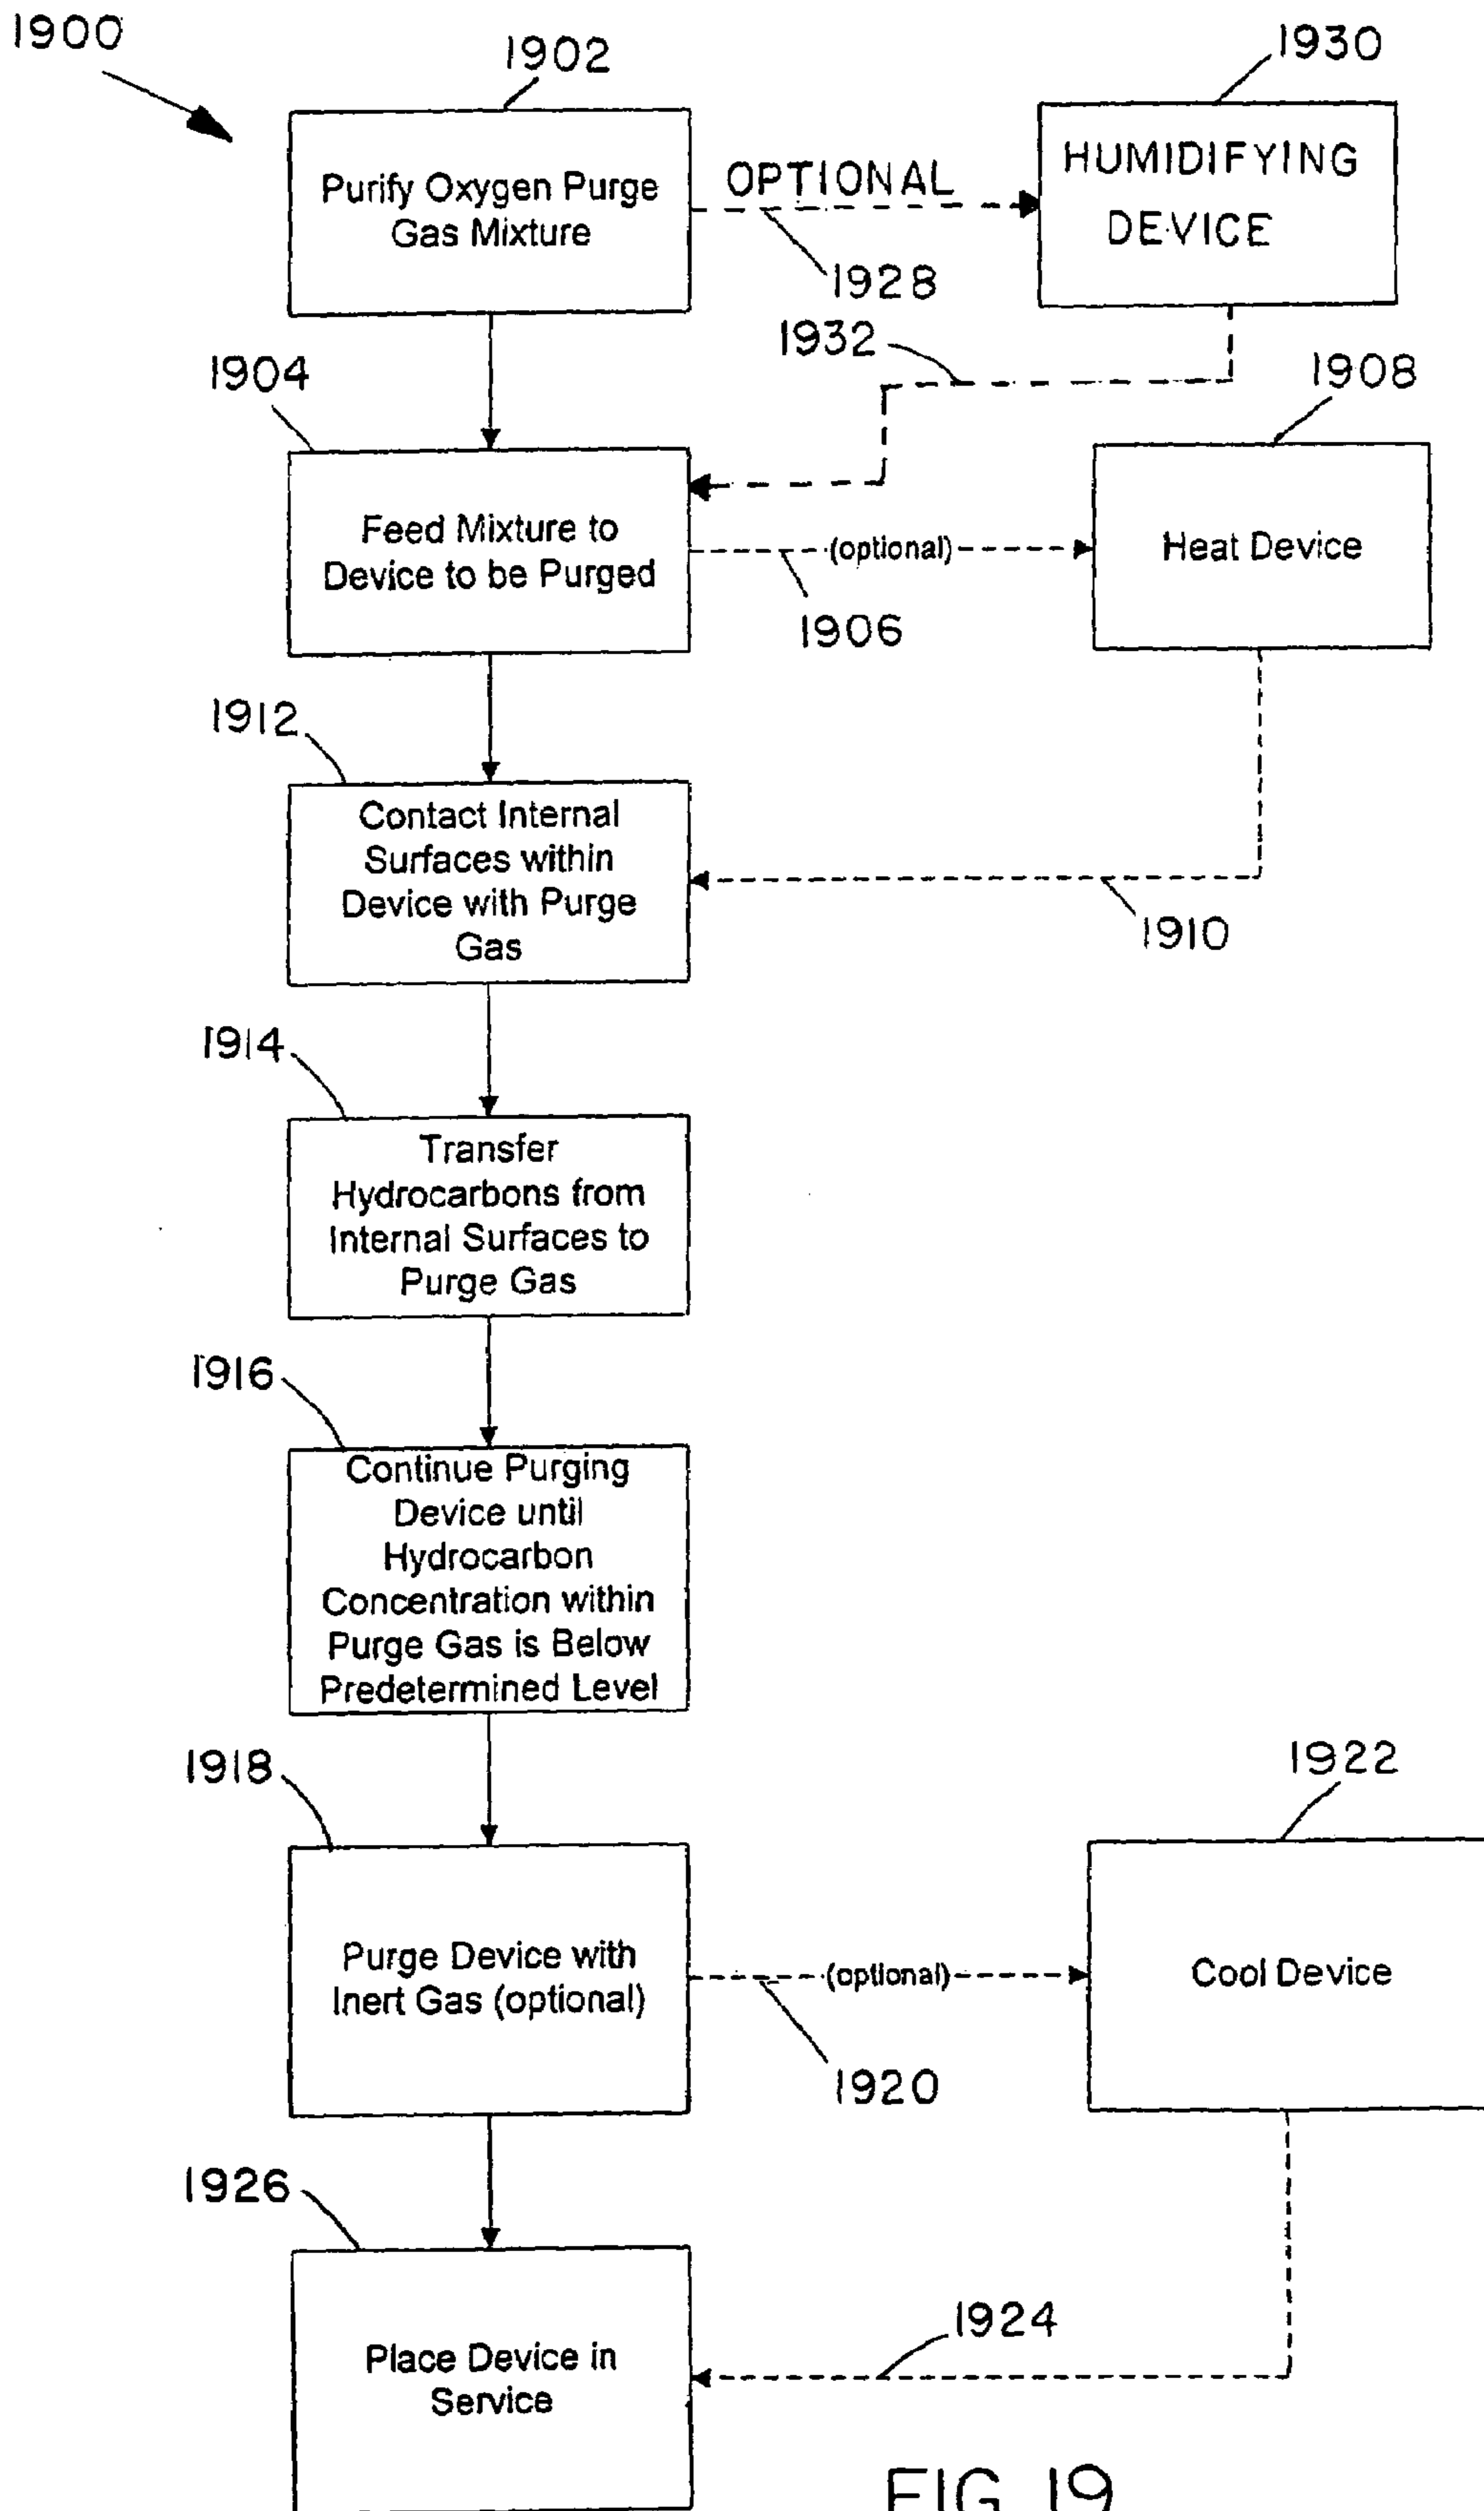 1900
1902
1930
Purify Oxygen Purge
Gas Mixture
OPTIONAL
HUMIDIFYING
DEVICE
1928
1932
1904
1908
Feed Mixture to
Device to be Purged
(optional)
Heat Device
1906
1912
Contact Internal
Surfaces within
Device with Purge
Gas
1910
1914
Transfer
Hydrocarbons from
Internal Surfaces to
Purge Gas
1916
Continue Purging
Device until
Hydrocarbon
Concentration within
Purge Gas is Below
Predetermined Level
1918
1922
Purge Device with
Inert Gas (optional)
(optional)
Cool Device
1920
1926
1924
Place Device in
Service
FIG. 19